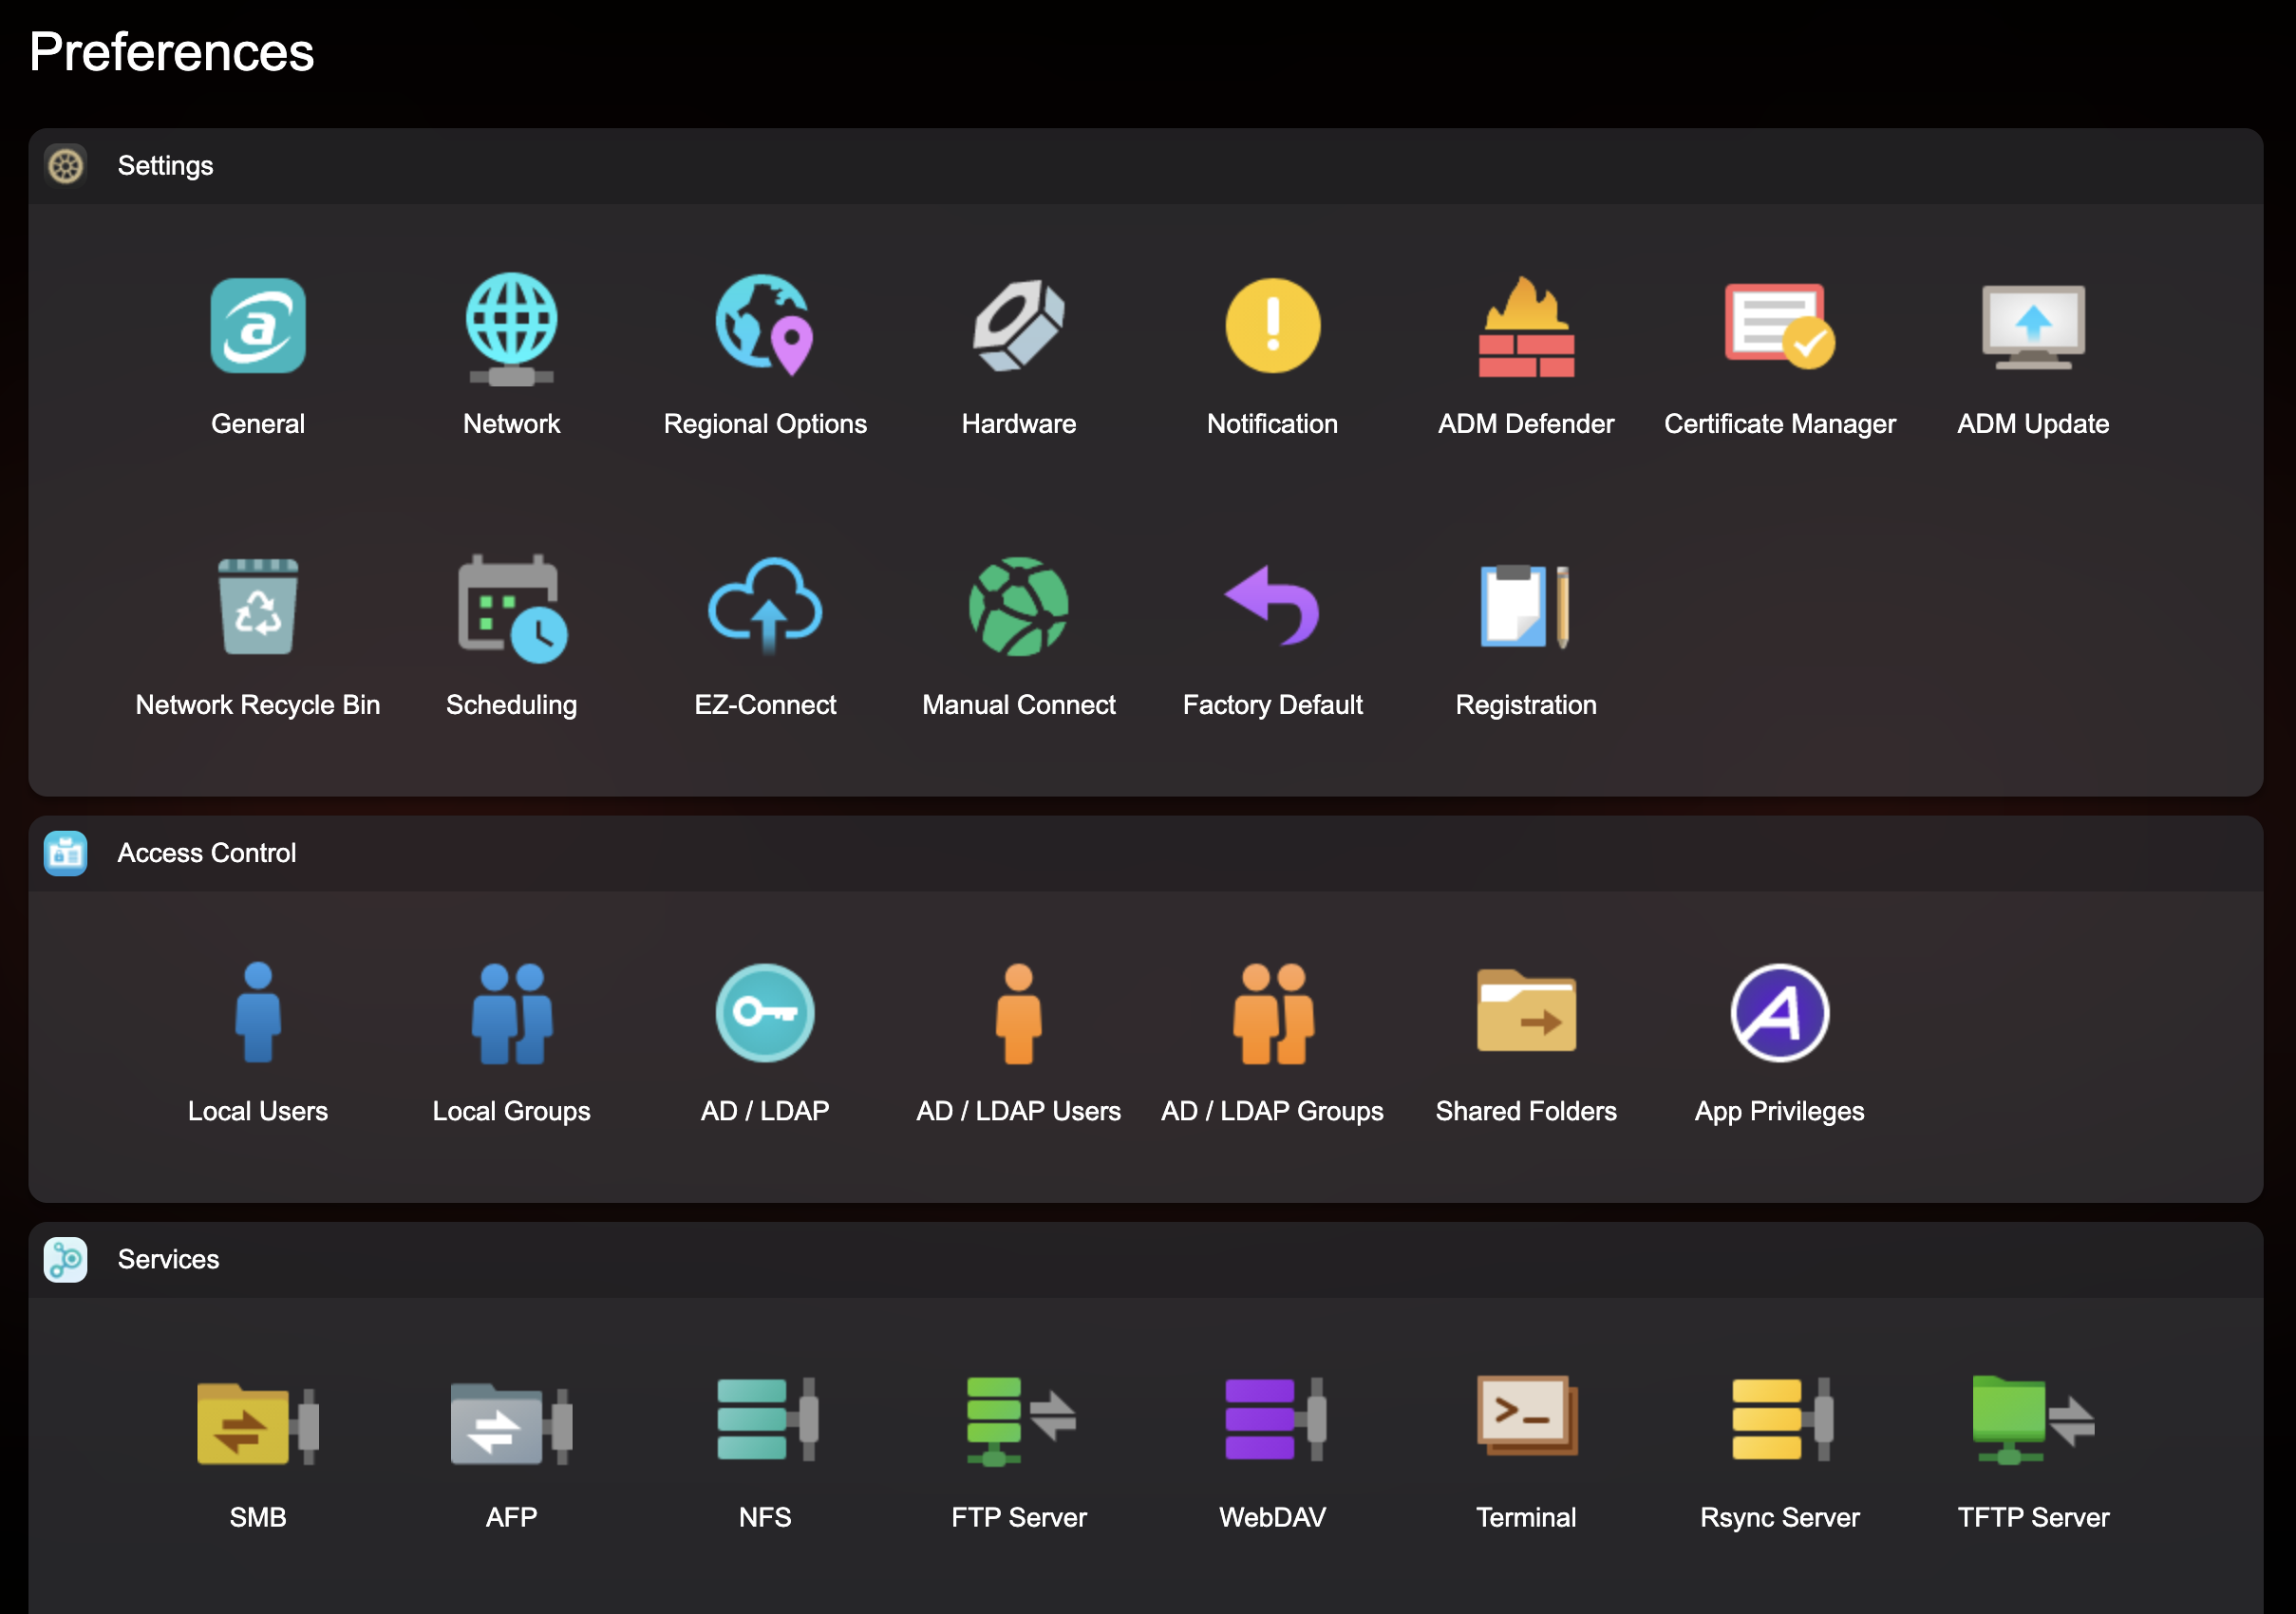 Preferences
Settings
General
Network
Regional Options
Hardware
Notification
ADM Defender
Certificate Manager
ADM Update
Network Recycle Bin
Scheduling
EZ-Connect
Manual Connect
Factory Default
Registration
Access Control
Local Users
Local Groups
AD / LDAP
AD / LDAP Users
AD / LDAP Groups
Shared Folders
App Privileges
Services
SMB
AFP
NFS
FTP Server
WebDAV
Terminal
Rsync Server
TFTP Server